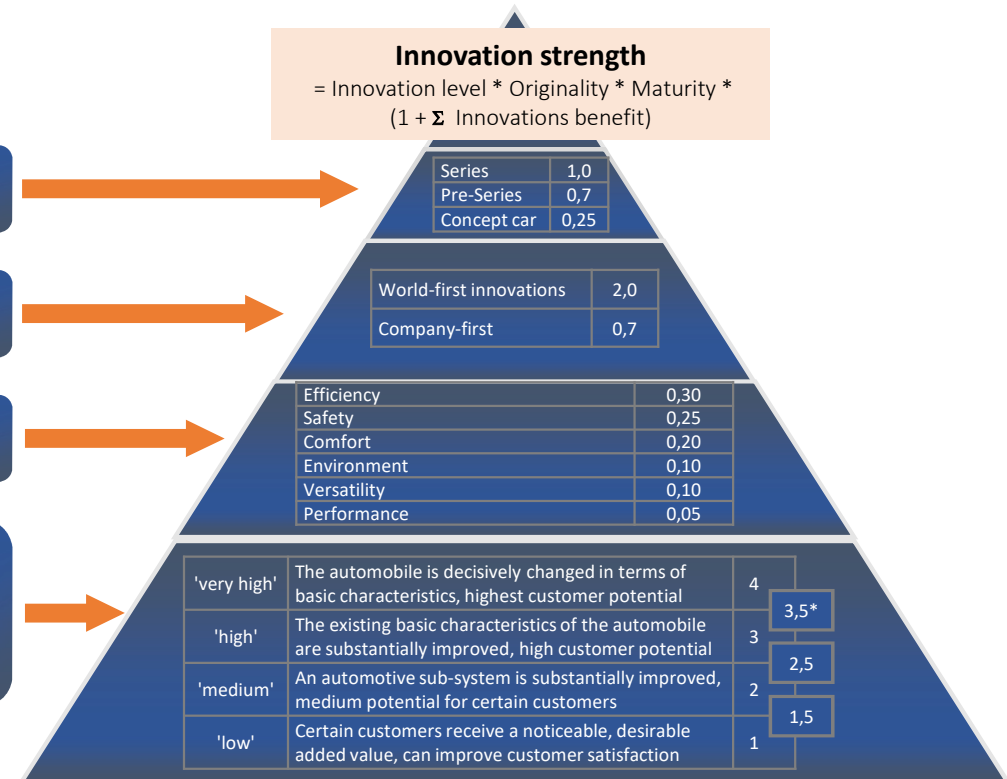 Innovation strength
= Innovation level * Originality * Maturity *
(1 + Σ Innovations benefit)
Series 1,0
Pre-Series 0,7
Concept car 0,25
World-first innovations 2,0
Company-first 0,7
Efficiency 0,30
Safety 0,25
Comfort 0,20
Environment 0,10
Versatility 0,10
Performance 0,05
'very high' The automobile is decisively changed in terms of
basic characteristics, highest customer potential 4
3,5*
'high' The existing basic characteristics of the automobile
are substantially improved, high customer potential 3
2,5
'medium' An automotive sub-system is substantially improved,
medium potential for certain customers 2
1,5
'low' Certain customers receive a noticeable, desirable
added value, can improve customer satisfaction 1